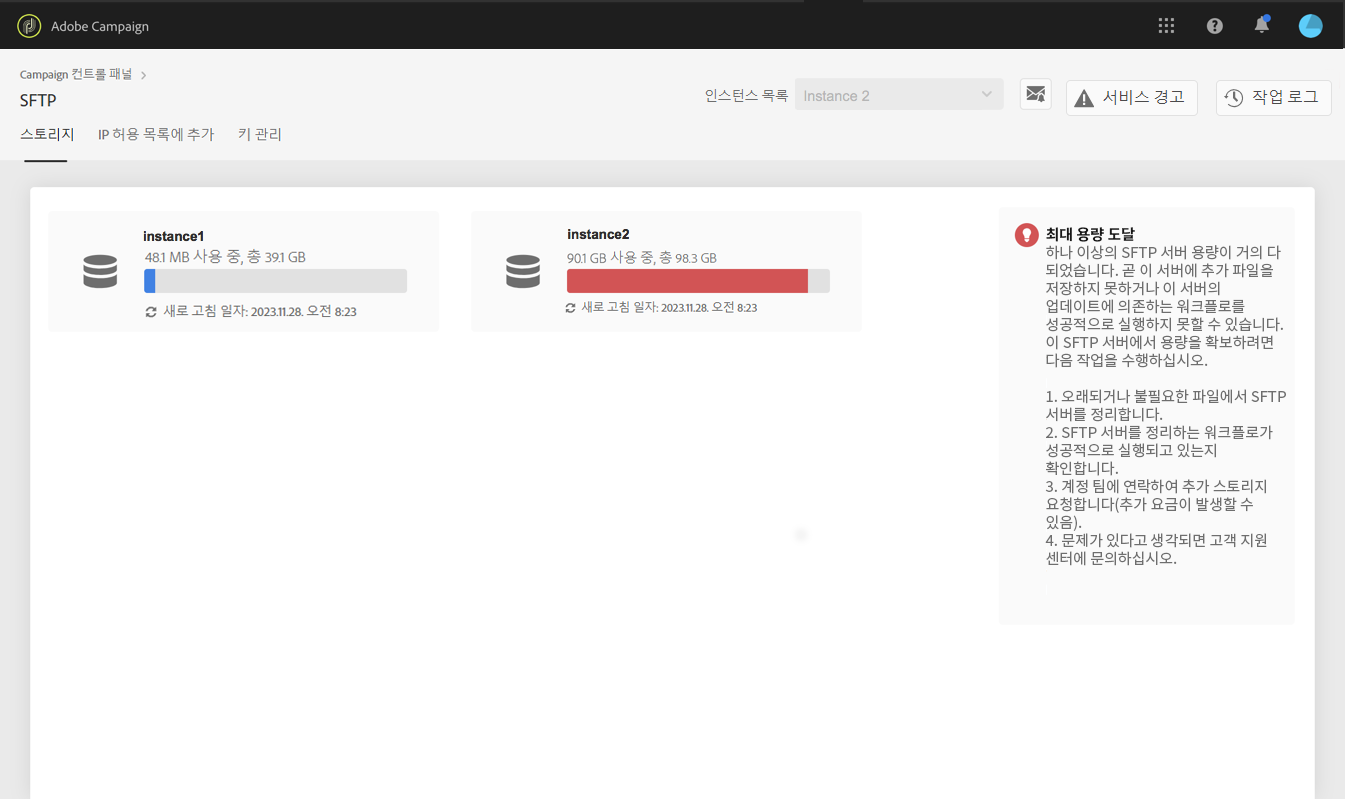 Adobe Campaign
Campaign 컨트롤 패널
SFTP
인스턴스 목록
Instance 2
서비스 경고
작업 로그
스토리지
IP 허용 목록에 추가
키 관리
instance1
48.1 MB 사용 중, 총 39.1 GB
새로 고침 일자: 2023.11.28. 오전 8:23
instance2
90.1 GB 사용 중, 총 98.3 GB
새로 고침 일자: 2023.11.28. 오전 8:23
최대 용량 도달
하나 이상의 SFTP 서버 용량이 거의 다
되었습니다. 곧 이 서버에 추가 파일을
저장하지 못하거나 이 서버의
업데이트에 의존하는 워크플로를
성공적으로 실행하지 못할 수 있습니다.
이 SFTP 서버에서 용량을 확보하려면
다음 작업을 수행하십시오.
1. 오래되거나 불필요한 파일에서 SFTP
서버를 정리합니다.
2. SFTP 서버를 정리하는 워크플로가
성공적으로 실행되고 있는지
확인합니다.
3. 계정 팀에 연락하여 추가 스토리지
요청합니다(추가 요금이 발생할 수
있음).
4. 문제가 있다고 생각되면 고객 지원
센터에 문의하십시오.